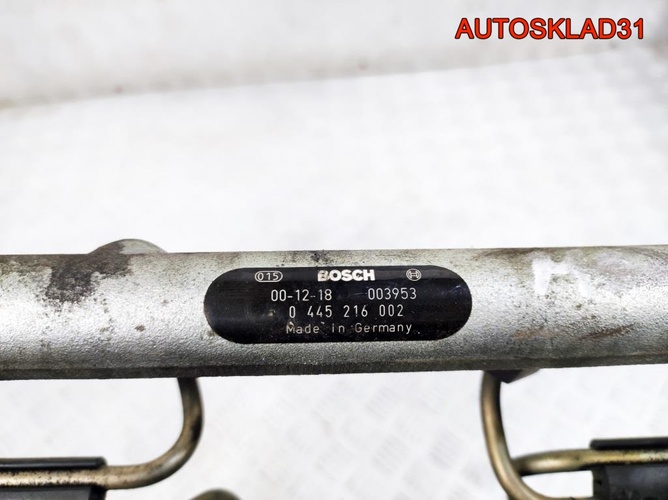 AUTOSKLAD31
015 BOSCH
00-12-18 003953
0 445 216 002
Made in Germany